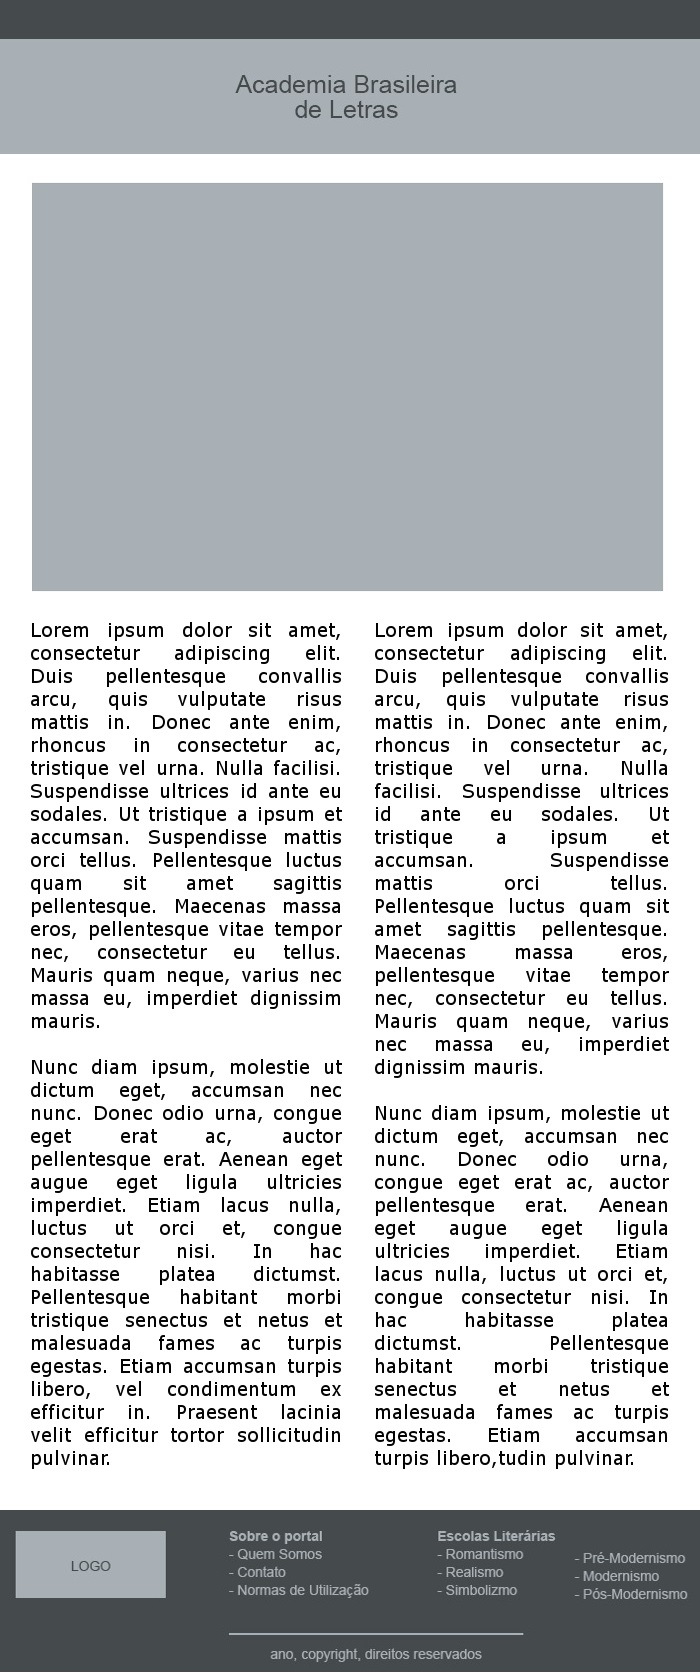 Academia Brasileira
de Letras
Lorem ipsum dolor sit amet,
consectetur adipiscing elit.
Duis pellentesque convallis
arcu, quis vulputate risus
mattis in. Donec ante enim,
rhoncus in consectetur ac,
tristique vel urna. Nulla facilisi.
Suspendisse ultrices id ante eu
sodales. Ut tristique a ipsum et
accumsan. Suspendisse mattis
orci tellus. Pellentesque luctus
quam sit amet sagittis
pellentesque. Maecenas massa
eros, pellentesque vitae tempor
nec, consectetur eu tellus.
Mauris quam neque, varius nec
massa eu, imperdiet dignissim
mauris.
Nunc diam ipsum, molestie ut
dictum eget, accumsan nec
nunc. Donec odio urna, congue
eget erat ac, auctor
pellentesque erat. Aenean eget
augue eget ligula ultricies
imperdiet. Etiam lacus nulla,
luctus ut orci et, congue
consectetur nisi. In hac
habitasse platea dictumst.
Pellentesque habitant morbi
tristique senectus et netus et
malesuada fames ac turpis
egestas. Etiam accumsan turpis
libero, vel condimentum ex
efficitur in. Praesent lacinia
velit efficitur tortor sollicitudin
pulvinar.
Lorem ipsum dolor sit amet,
consectetur adipiscing elit.
Duis pellentesque convallis
arcu, quis vulputate risus
mattis in. Donec ante enim,
rhoncus in consectetur ac,
tristique vel urna. Nulla
facilisi. Suspendisse ultrices
id ante eu sodales. Ut
tristique a ipsum et
accumsan. Suspendisse
mattis orci tellus.
Pellentesque luctus quam sit
amet sagittis pellentesque.
Maecenas massa eros,
pellentesque vitae tempor
nec, consectetur eu tellus.
Mauris quam neque, varius
nec massa eu, imperdiet
dignissim mauris.
Nunc diam ipsum, molestie ut
dictum eget, accumsan nec
nunc. Donec odio urna,
congue eget erat ac, auctor
pellentesque erat. Aenean
eget augue eget ligula
ultricies imperdiet. Etiam
lacus nulla, luctus ut orci et,
congue consectetur nisi. In
hac habitasse platea
dictumst. Pellentesque
habitant morbi tristique
senectus et netus et
malesuada fames ac turpis
egestas. Etiam accumsan
turpis libero,tudin pulvinar.
LOGO
Sobre o portal
- Quem Somos
- Contato
- Normas de Utilização
Escolas Literárias
- Romantismo
- Realismo
- Simbolizmo
- Pré-Modernismo
- Modernismo
- Pós-Modernismo
ano, copyright, direitos reservados